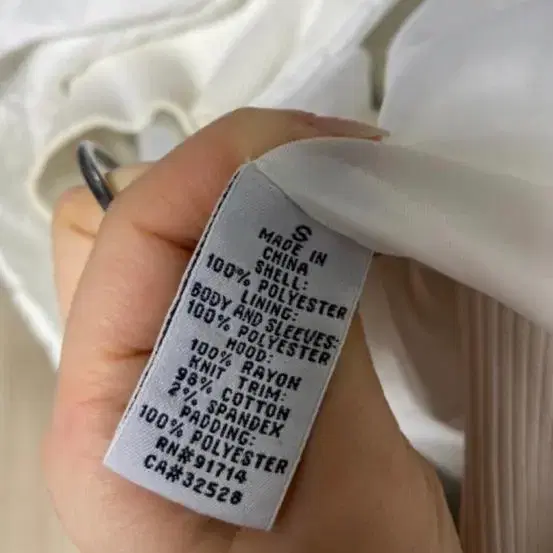 S
MADE IN
CHINA
SHELL:
100% POLYESTER
LINING:
BODY AND SLEEVES:
100% POLYESTER
HOOD:
100% RAYON
KNIT TRIM:
98% COTTON
2% SPANDEX
PADDING:
100% POLYESTER
RN#91714
CA#32528